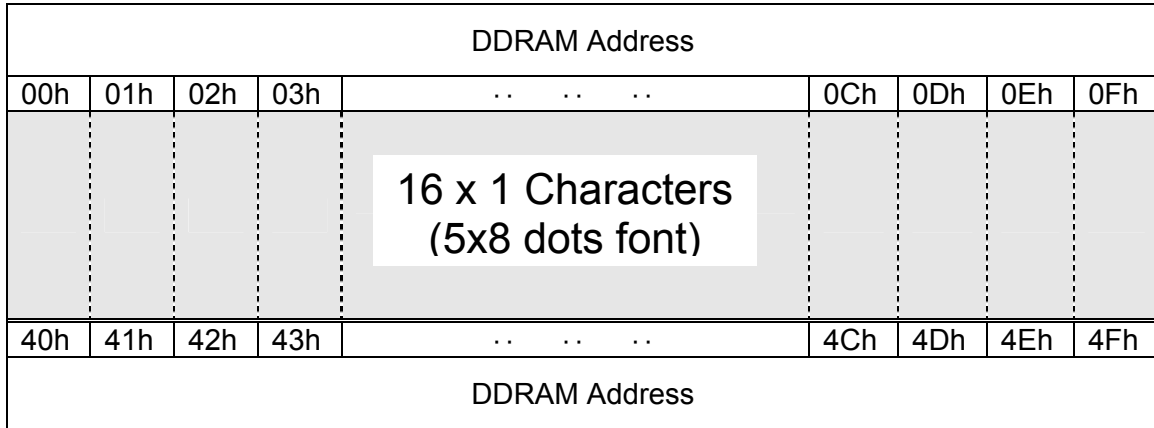 DDRAM Address
00h 01h 02h 03h .. .. .. 0Ch 0Dh 0Eh 0Fh
16 x 1 Characters
(5x8 dots font)
40h 41h 42h 43h .. .. .. 4Ch 4Dh 4Eh 4Fh
DDRAM Address